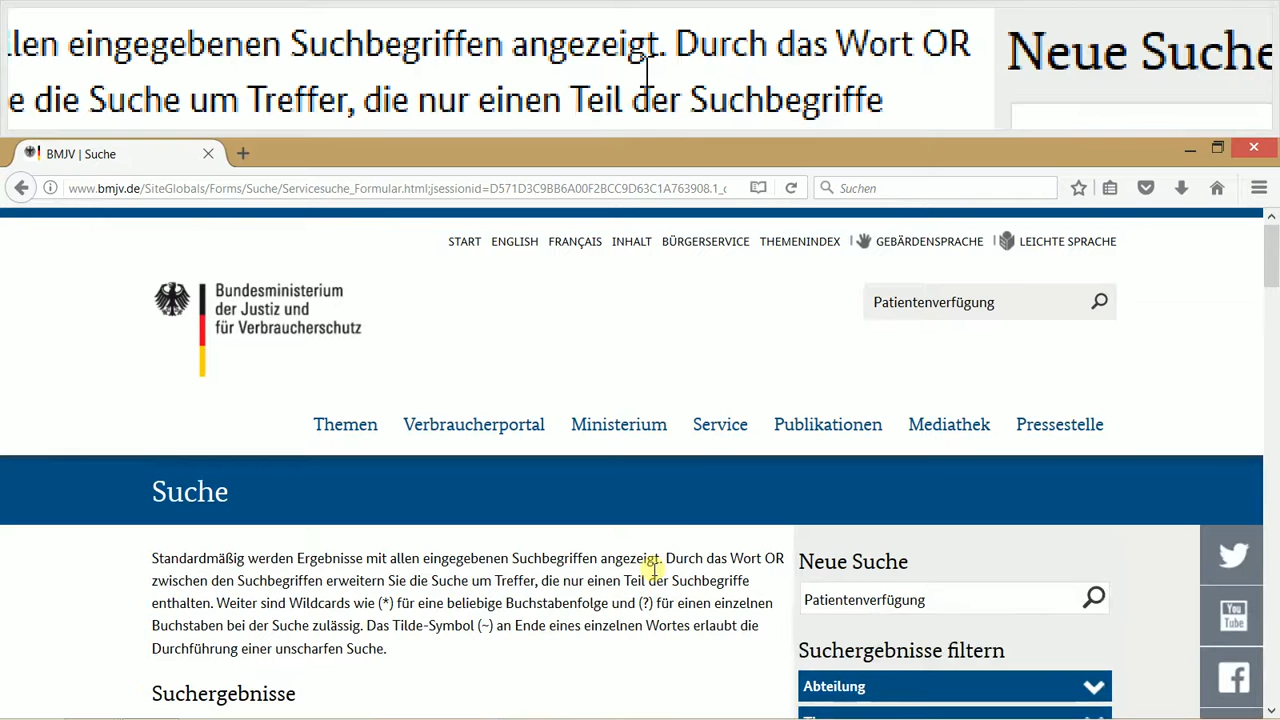 llen eingegebenen Suchbegriffen angezeigt. Durch das Wort OR
e die Suche um Treffer, die nur einen Teil der Suchbegriffe
Neue Suche
BMJV | Suche
www.bmjv.de/SiteGlobals/Forms/Suche/Servicesuche_Formular.html;jsessionid=D571D3C9B6A00F2BCC9D63C1A763908.1_c
Suchen
START ENGLISH FRANÇAIS INHALT BÜRGERSERVICE THEMENINDEX GEBÄRDENSPRACHE LEICHTE SPRACHE
Bundesministerium
der Justiz und
für Verbraucherschutz
Patientenverfügung
Themen Verbraucherportal Ministerium Service Publikationen Mediathek Pressestelle
Suche
Standardmäßig werden Ergebnisse mit allen eingegebenen Suchbegriffen angezeigt. Durch das Wort OR
zwischen den Suchbegriffen erweitern Sie die Suche um Treffer, die nur einen Teil der Suchbegriffe
enthalten. Weiter sind Wildcards wie (*) für eine beliebige Buchstabenfolge und (?) für einen einzelnen
Buchstaben bei der Suche zulässig. Das Tilde-Symbol (~) an Ende eines einzelnen Wortes erlaubt die
Durchführung einer unscharfen Suche.
Suchergebnisse
Neue Suche
Patientenverfügung
Suchergebnisse filtern
Abteilung
You
Tube